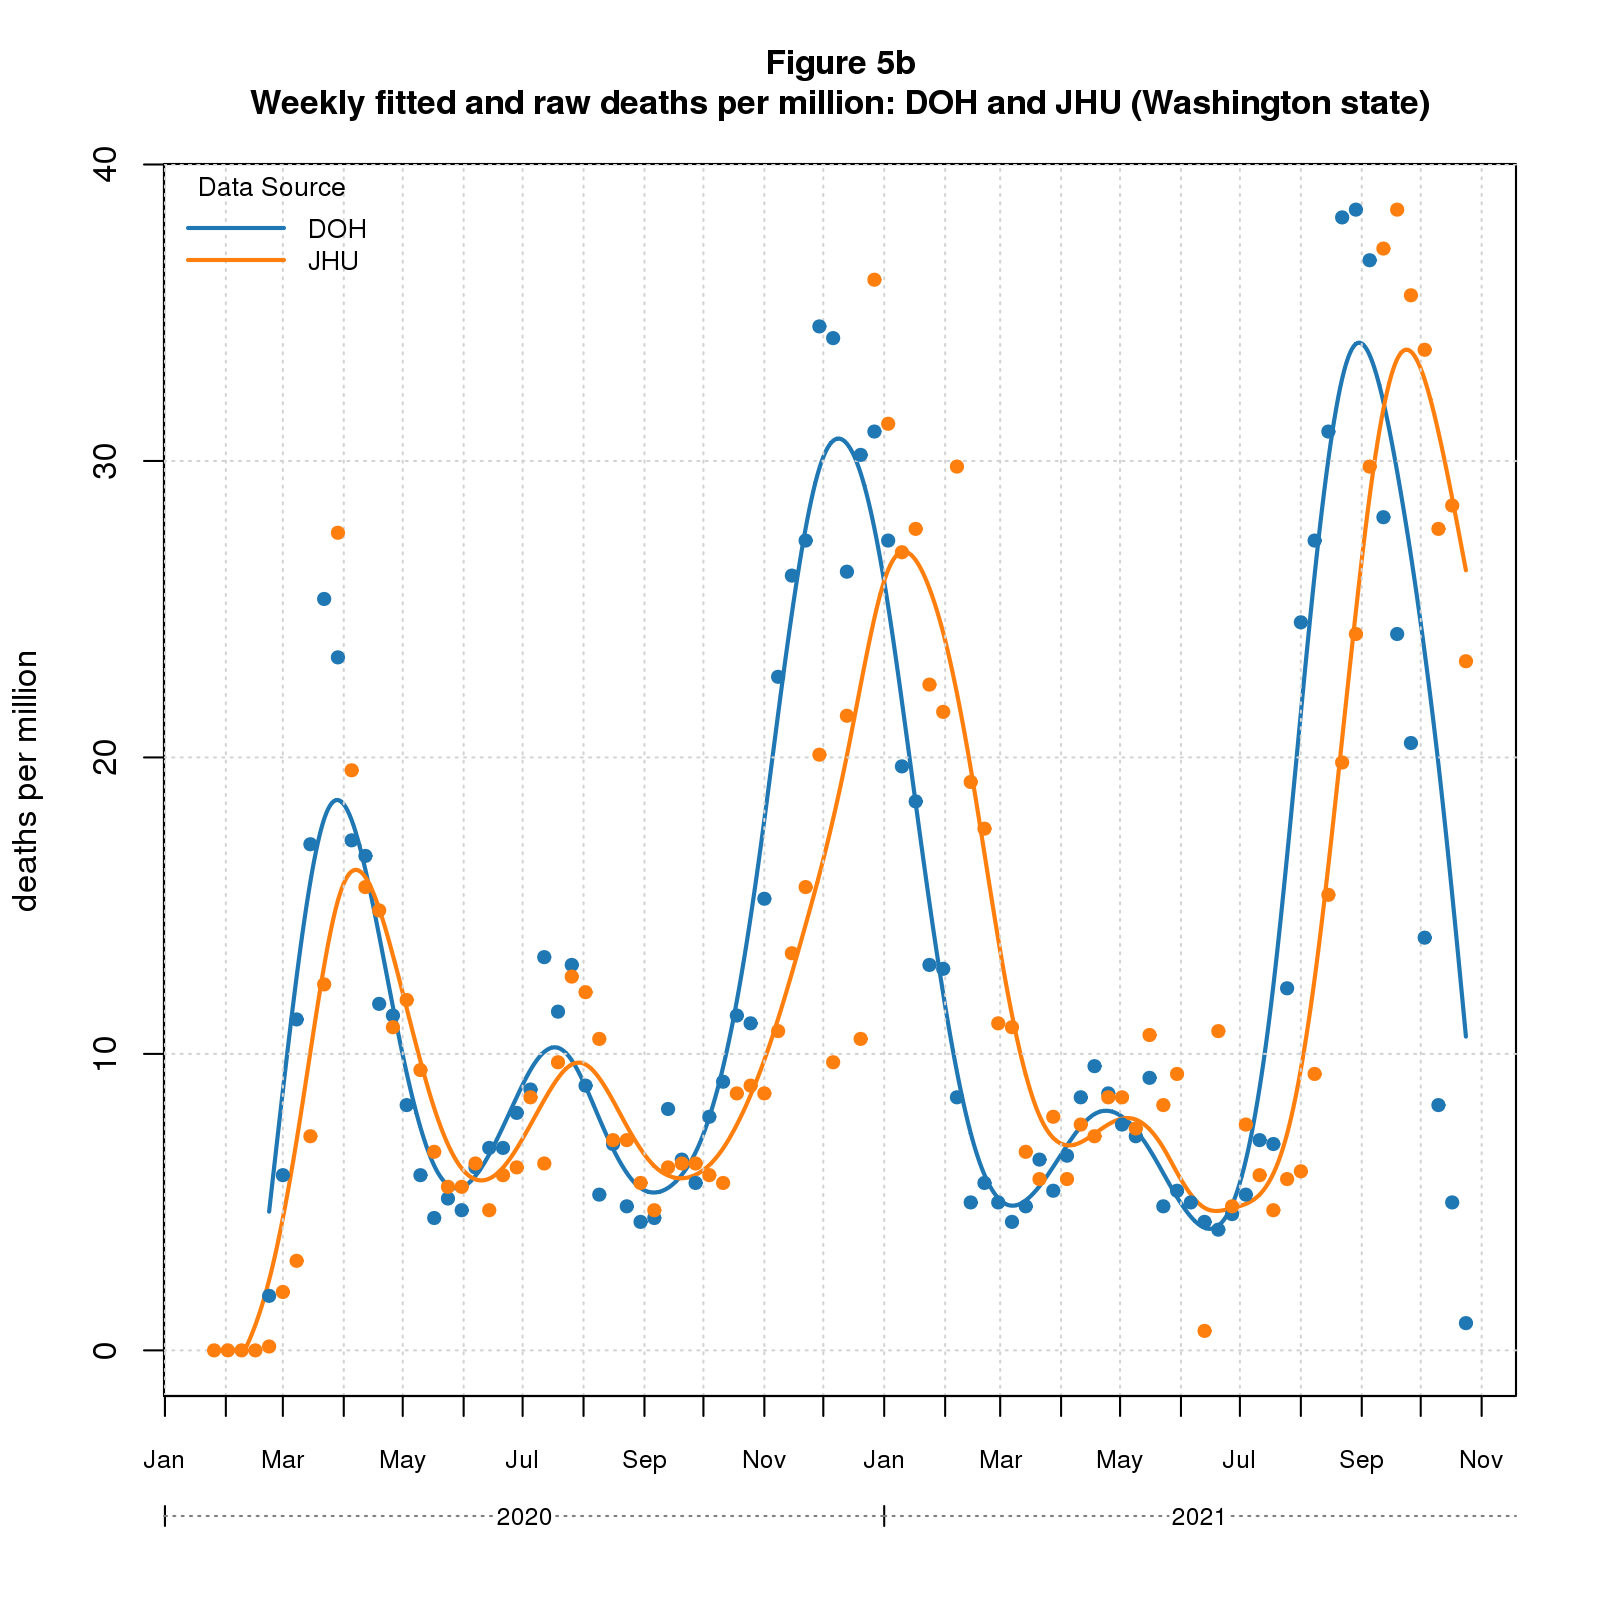 Figure 5b
Weekly fitted and raw deaths per million: DOH and JHU (Washington state)
Data Source
DOH
JHU
deaths per million
40
30
20
10
0
Jan Mar May Jul Sep Nov Jan Mar May Jul Sep Nov
2020 2021